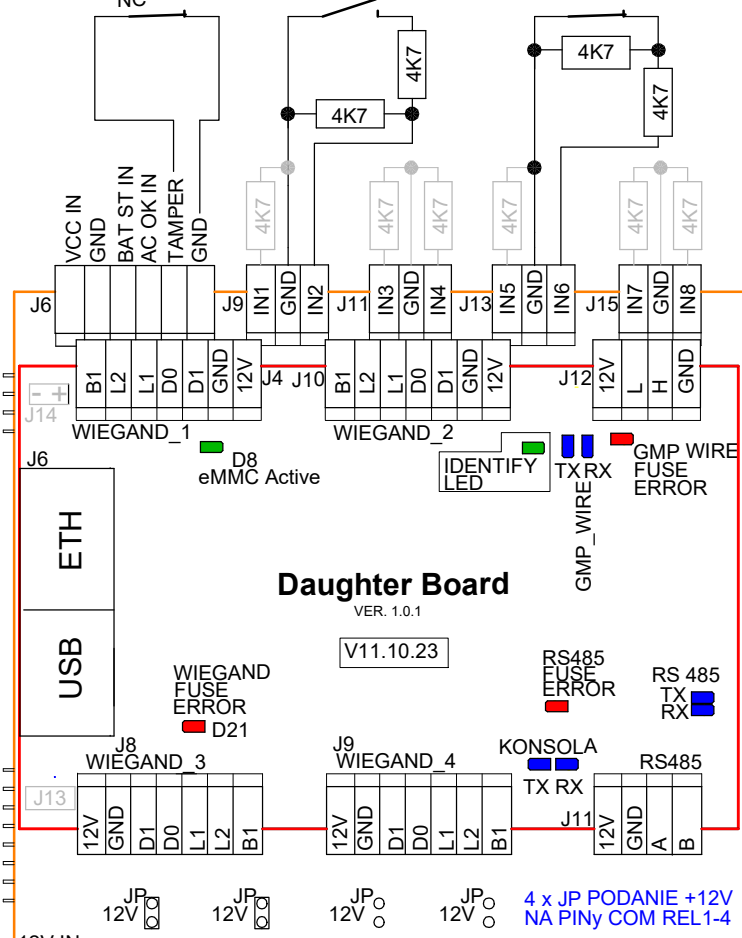 NC
4K7
4K7
4K7
4K7
4K7
4K7
4K7
4K7
4K7
4K7
VCC IN
GND
BAT ST IN
AC OK IN
TAMPER
GND
J6
J9
IN1
GND
IN2
J11
IN3
GND
IN4
J13
IN5
GND
IN6
J15
IN7
GND
IN8
B1
L2
L1
D0
D1
GND
12V
J4
J10
B1
L2
L1
D0
D1
GND
12V
J12
12V
L
H
GND
- +
J14
WIEGAND_1
WIEGAND_2
J6
D8
eMMC Active
IDENTIFY
LED
TX RX
GMP_WIRE
GMP WIRE
FUSE
ERROR
ETH
USB
Daughter Board
VER. 1.0.1
V11.10.23
WIEGAND
FUSE
ERROR
D21
RS485
FUSE
ERROR
RS 485
TX
RX
KONSOLA
TX RX
J8
WIEGAND_3
J9
WIEGAND_4
RS485
J11
J13
12V
GND
D1
D0
L1
L2
B1
12V
GND
D1
D0
L1
L2
B1
12V
GND
A
B
JP
12V
JP
12V
JP
12V
JP
12V
4 x JP PODANIE +12V
NA PINy COM REL1-4